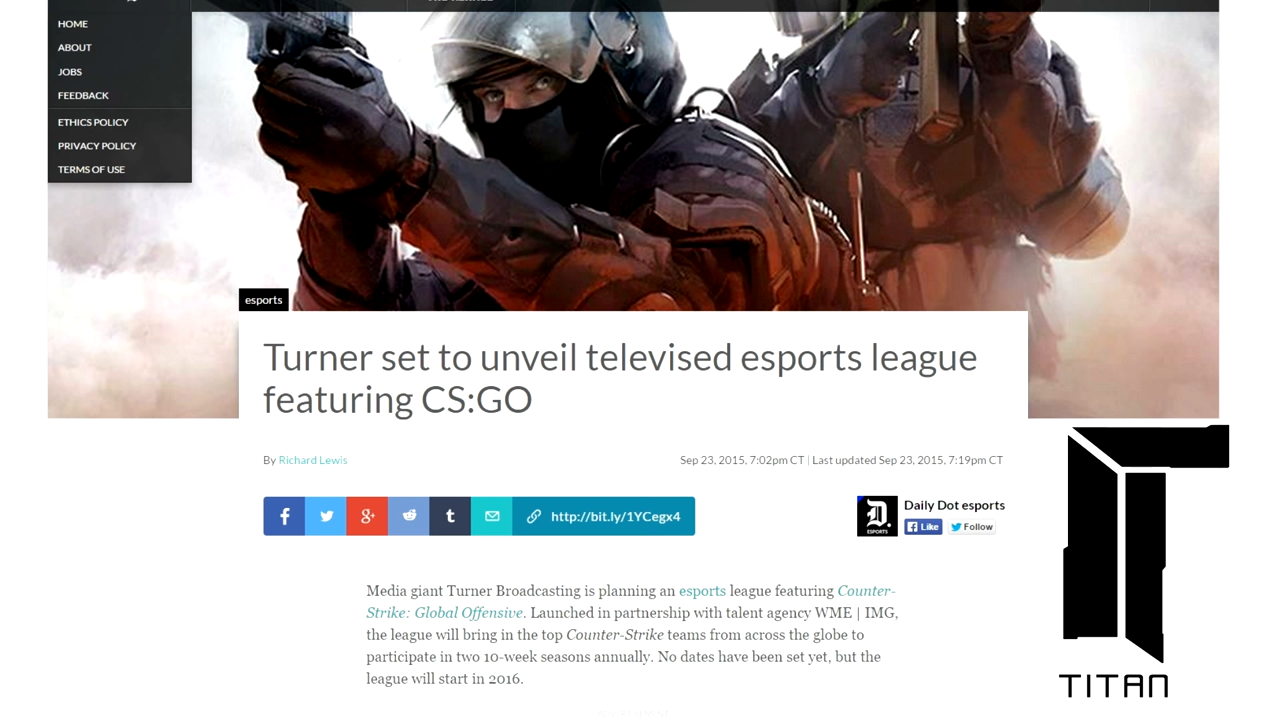 HOME
ABOUT
JOBS
FEEDBACK
ETHICS POLICY
PRIVACY POLICY
TERMS OF USE
esports
Turner set to unveil televised esports league
featuring CS:GO
By Richard Lewis
Sep 23, 2015, 7:02pm CT | Last updated Sep 23, 2015, 7:19pm CT
http://bit.ly/1YCegx4
D.
ESPORTS
Daily Dot esports
Like
Follow
Media giant Turner Broadcasting is planning an esports league featuring Counter-
Strike: Global Offensive. Launched in partnership with talent agency WME | IMG,
the league will bring in the top Counter-Strike teams from across the globe to
participate in two 10-week seasons annually. No dates have been set yet, but the
league will start in 2016.
TITAN